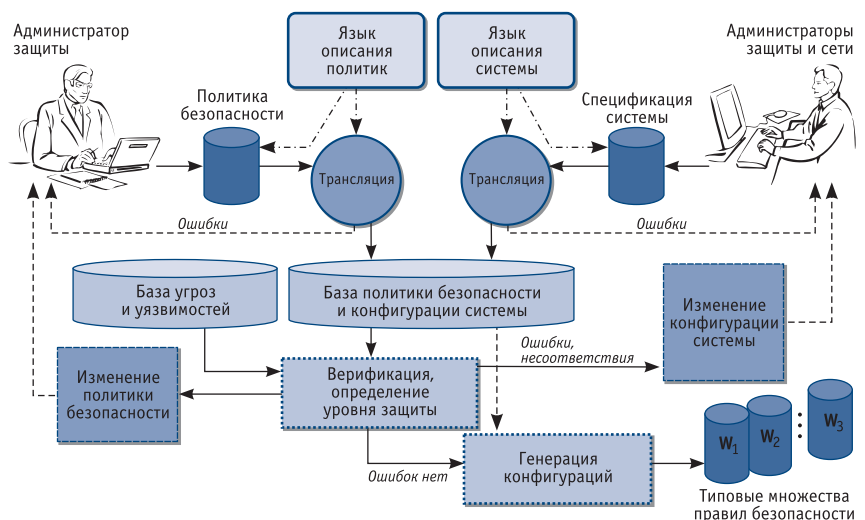 Администратор
защиты
Язык
описания
политик
Язык
описания
системы
Администраторы
защиты и сети
Политика
безопасности
Спецификация
системы
Трансляция
Трансляция
Ошибки
Ошибки
База угроз
и уязвимостей
База политики безопасности
и конфигурации системы
Изменение
конфигурации
системы
Ошибки,
несоответствия
Изменение
политики
безопасности
Верификация,
определение
уровня защиты
W1
W2
W3
Ошибок нет
Генерация
конфигураций
Типовые множества
правил безопасности